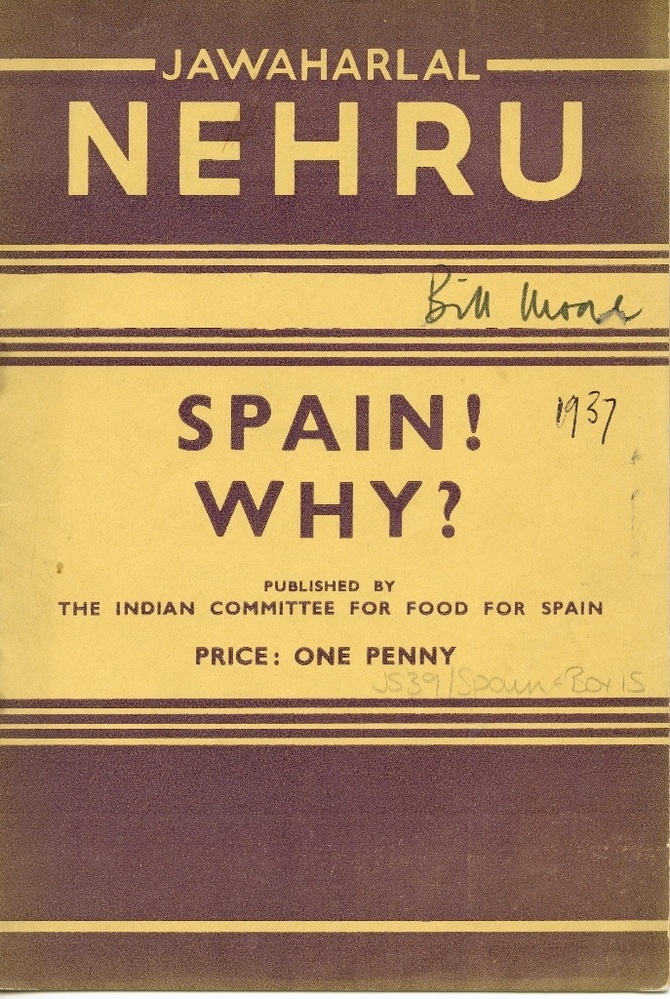 JAWAHARLAL
NEHRU
Bill Moore
SPAIN!
1937
WHY?
PUBLISHED BY
THE INDIAN COMMITTEE FOR FOOD FOR SPAIN
PRICE: ONE PENNY
JS39/Spain-Box 15